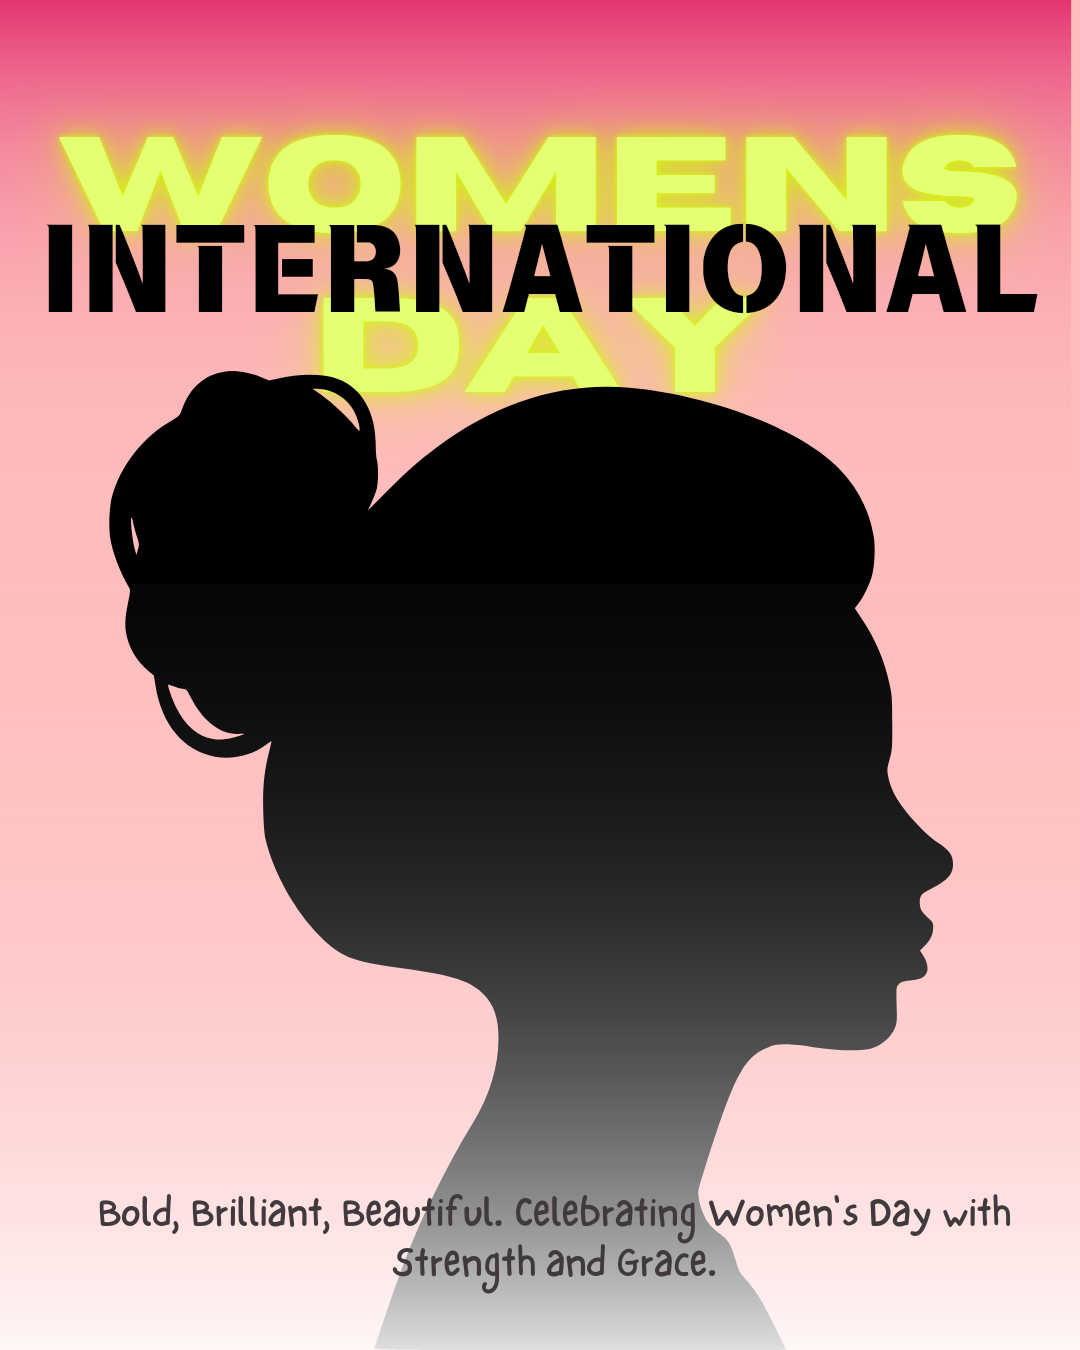 WOMENS
INTERNATIONAL
DAY
Bold, Brilliant, Beautiful. Celebrating Women's Day with
Strength and Grace.